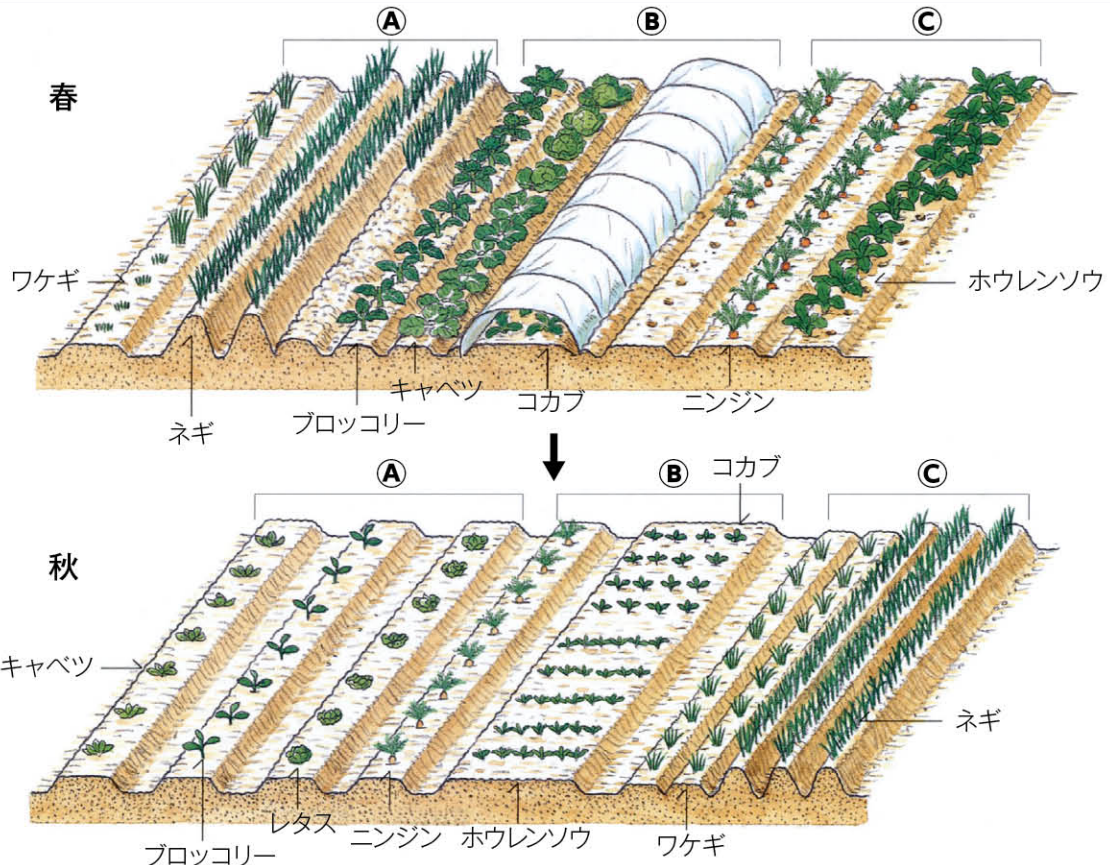 Ⓐ
Ⓑ
Ⓒ
春
ワケギ
ホウレンソウ
ネギ
ブロッコリー
キャベツ
コカブ
ニンジン
Ⓐ
Ⓑ
コカブ
Ⓒ
秋
キャベツ
ネギ
ブロッコリー
レタス
ニンジン
ホウレンソウ
ワケギ